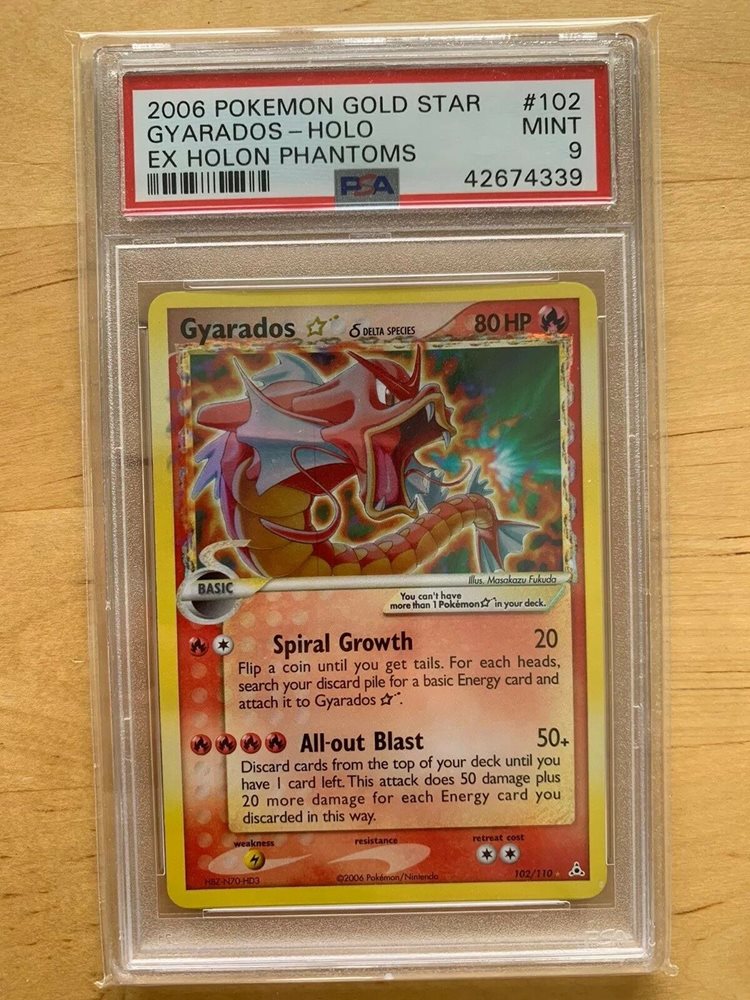 2006 POKEMON GOLD STAR #102
GYARADOS - HOLO MINT
EX HOLON PHANTOMS 9
PSA 42674339
Gyarados ☆ δ DELTA SPECIES 80 HP
Illus. Masakazu Fukuda
BASIC
You can't have
more than 1 Pokémon☆ in your deck.
Spiral Growth 20
Flip a coin until you get tails. For each heads,
search your discard pile for a basic Energy card and
attach it to Gyarados ☆.
All-out Blast 50+
Discard cards from the top of your deck until you
have 1 card left. This attack does 50 damage plus
20 more damage for each Energy card you
discarded in this way.
weakness resistance retreat cost
HBZ-N70-HD3 ©2006 Pokémon/Nintendo 102/110